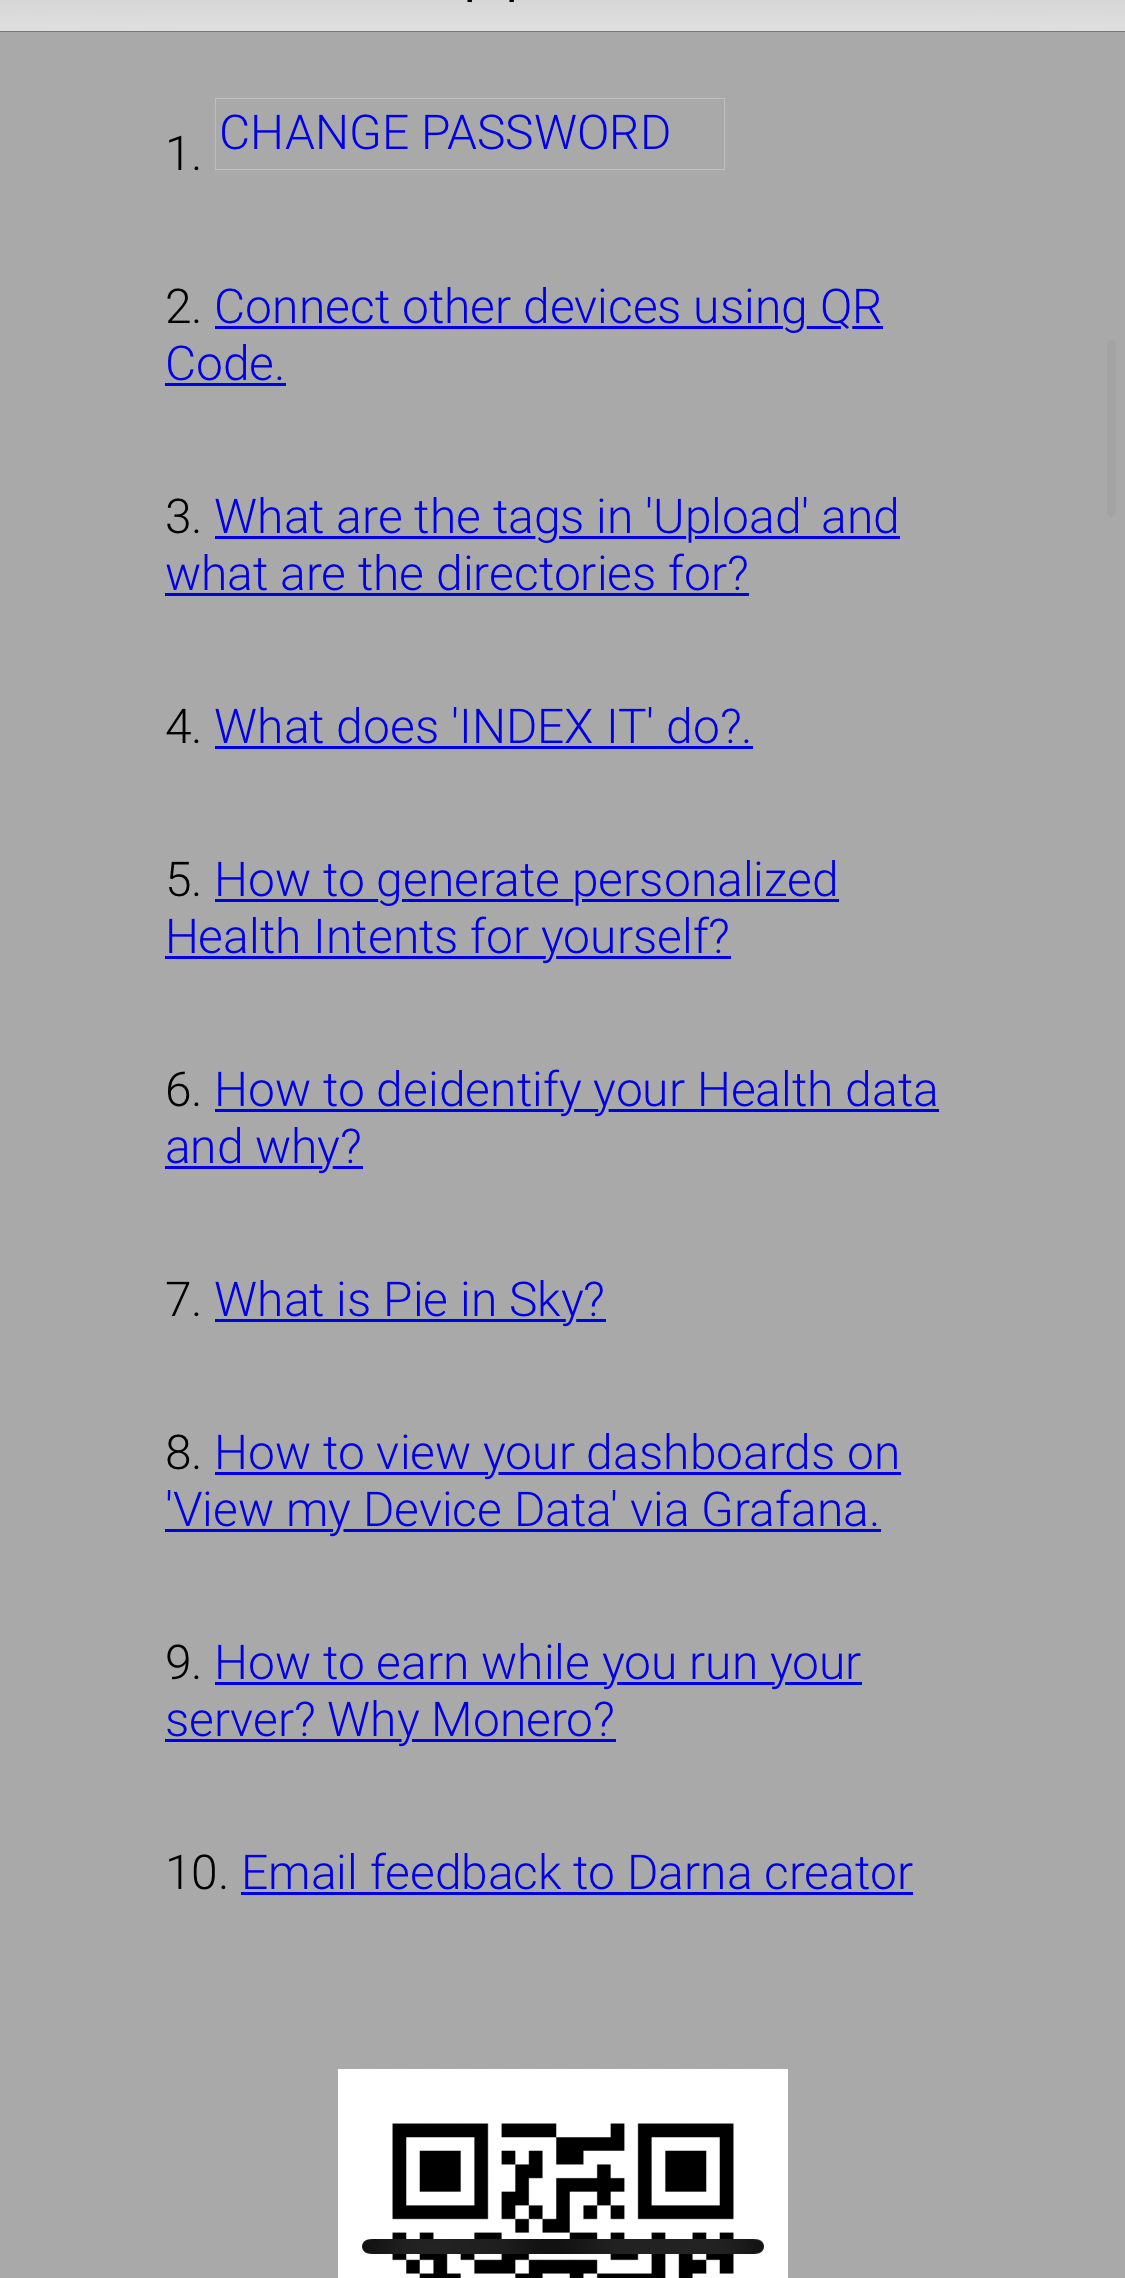 1. CHANGE PASSWORD
2. Connect other devices using QR
Code.
3. What are the tags in 'Upload' and
what are the directories for?
4. What does 'INDEX IT' do?.
5. How to generate personalized
Health Intents for yourself?
6. How to deidentify your Health data
and why?
7. What is Pie in Sky?
8. How to view your dashboards on
'View my Device Data' via Grafana.
9. How to earn while you run your
server? Why Monero?
10. Email feedback to Darna creator